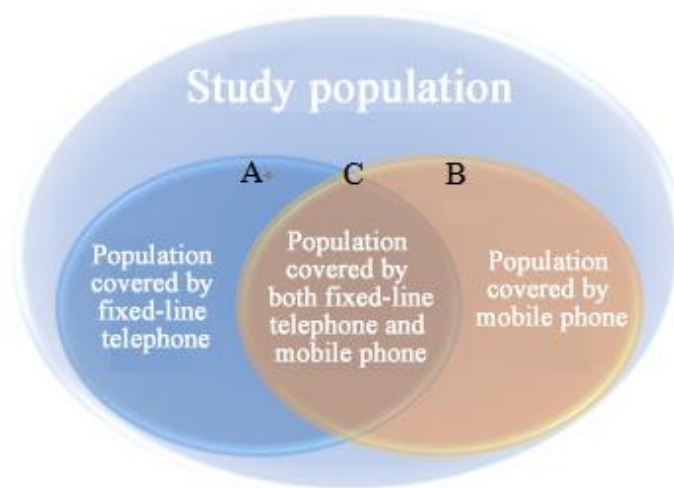 Study population
A
C
B
Population
covered by
fixed-line
telephone
Population
covered by
both fixed-line
telephone and
mobile phone
Population
covered by
mobile phone